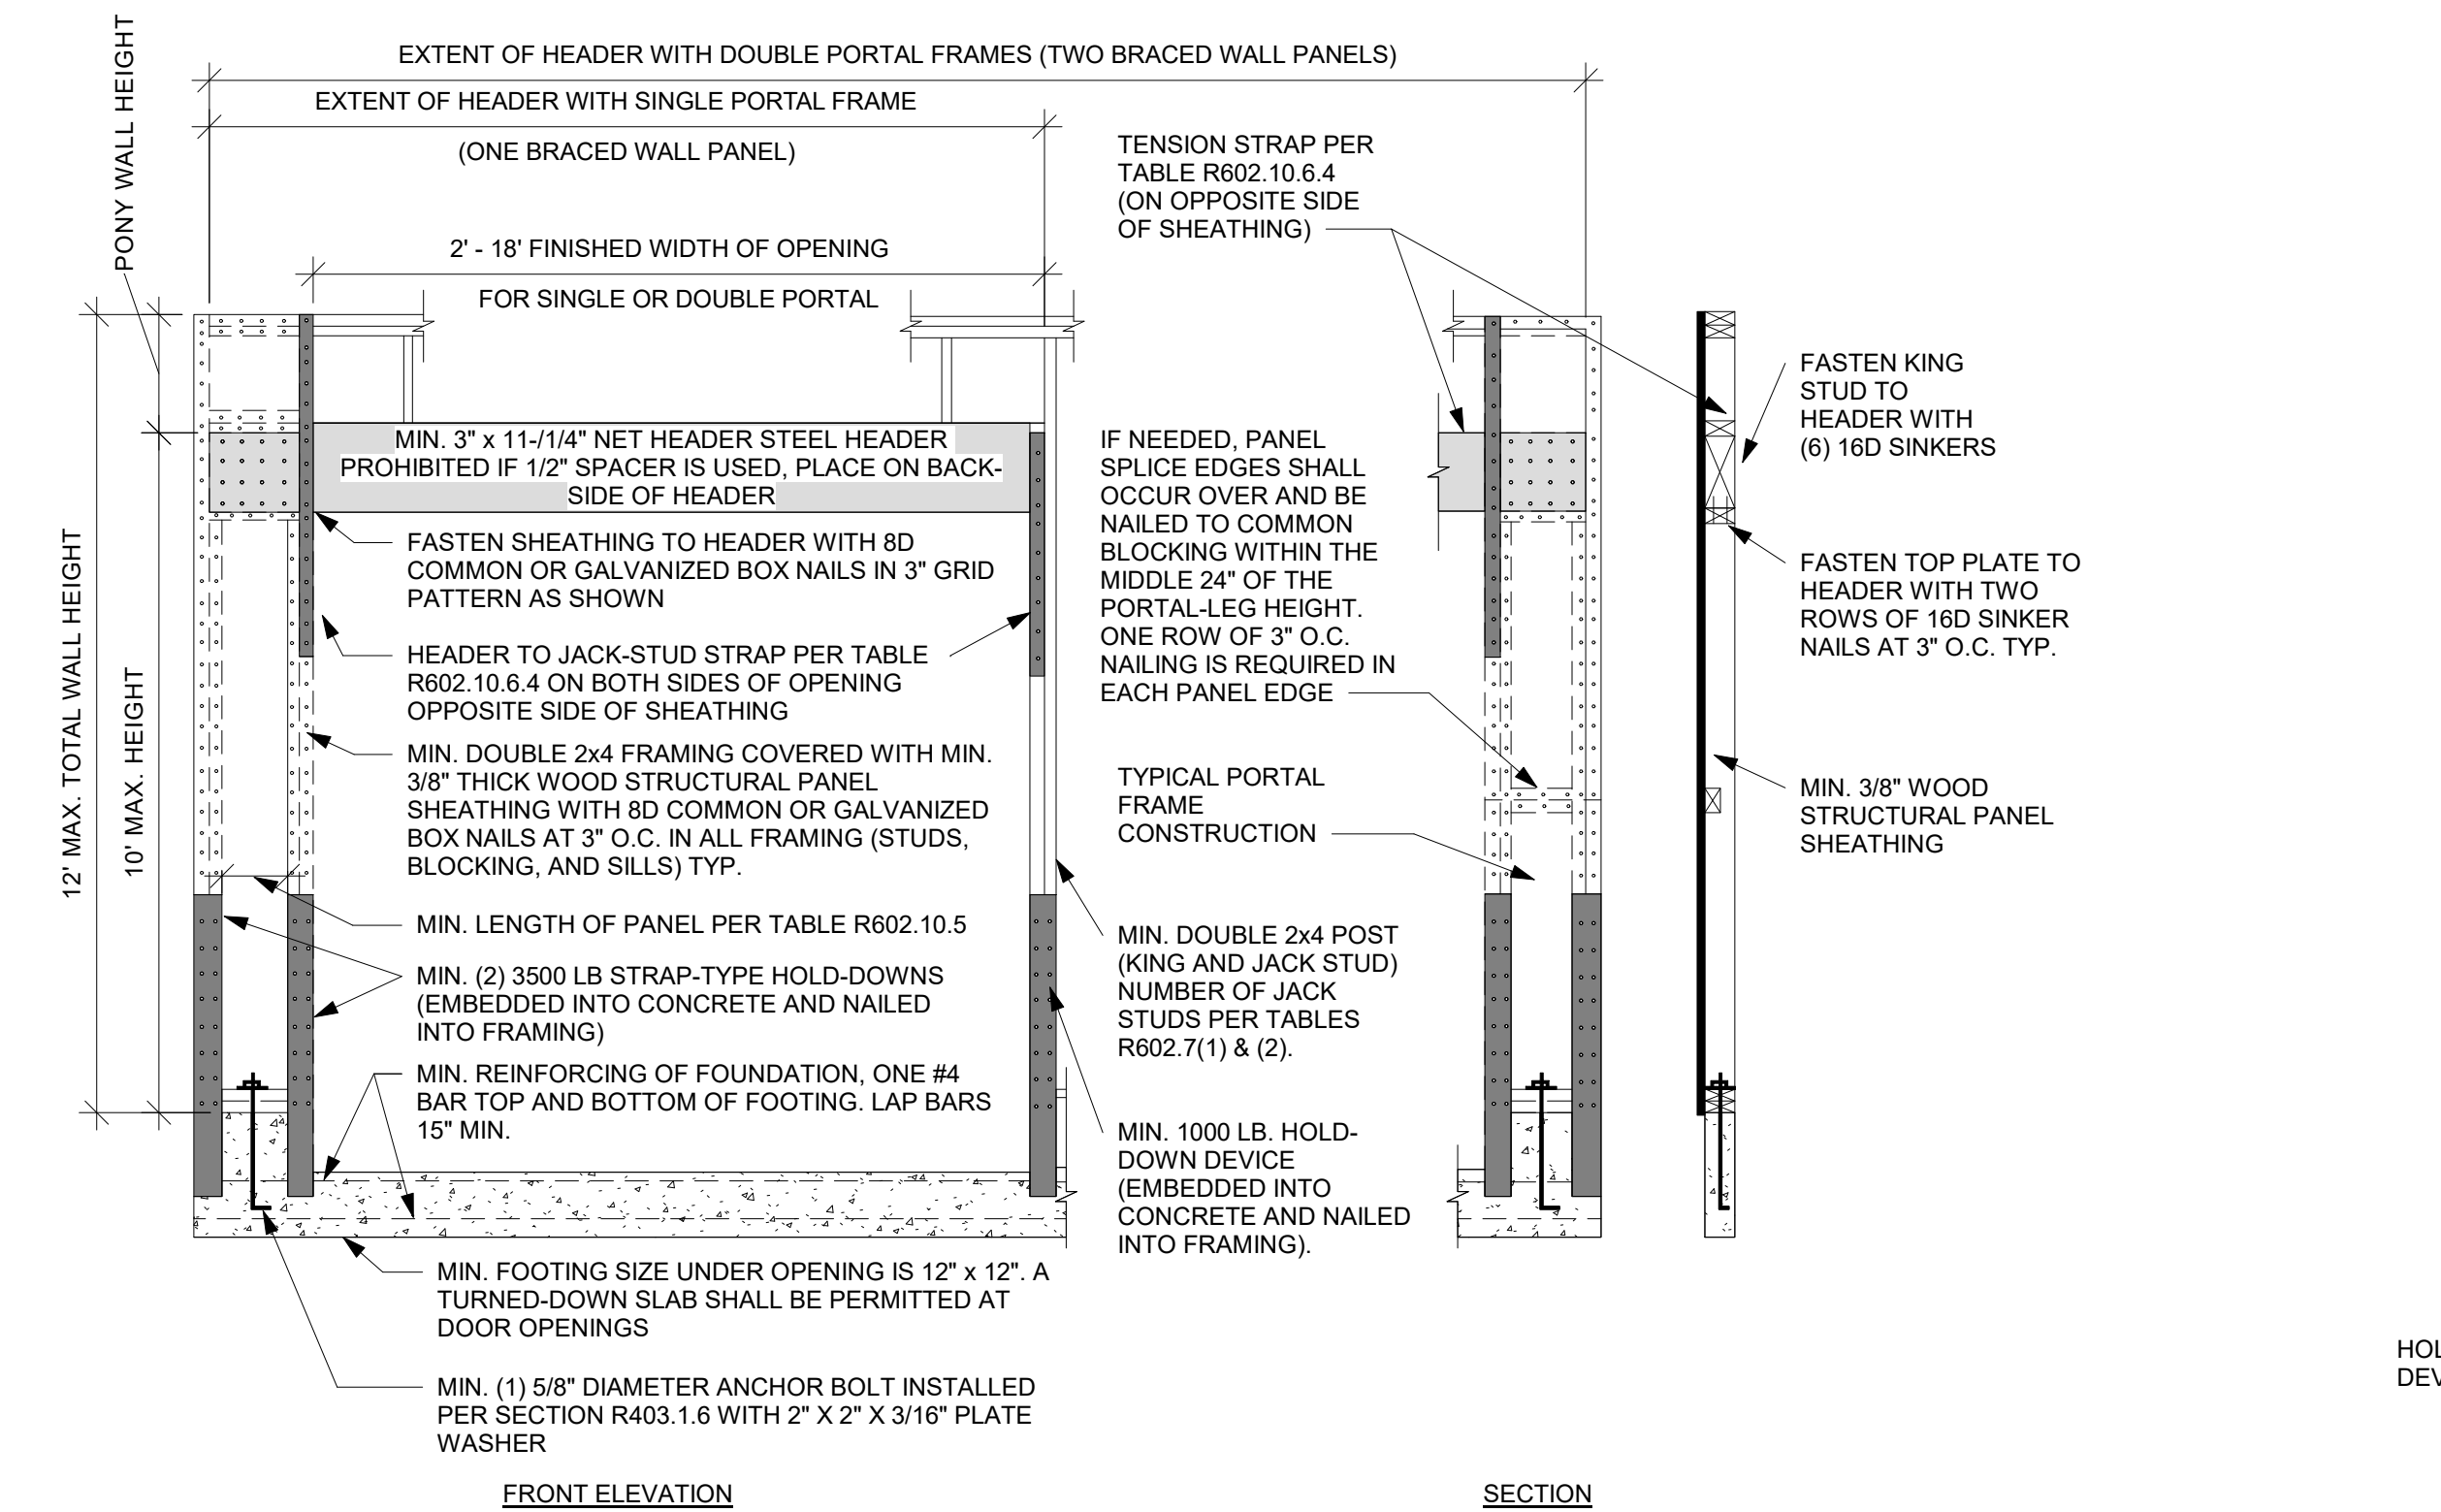 EXTENT OF HEADER WITH DOUBLE PORTAL FRAMES (TWO BRACED WALL PANELS)
EXTENT OF HEADER WITH SINGLE PORTAL FRAME
(ONE BRACED WALL PANEL)
2' - 18' FINISHED WIDTH OF OPENING
FOR SINGLE OR DOUBLE PORTAL
PONY WALL HEIGHT
12' MAX. TOTAL WALL HEIGHT
10' MAX. HEIGHT
MIN. 3" x 11-/1/4" NET HEADER STEEL HEADER
PROHIBITED IF 1/2" SPACER IS USED, PLACE ON BACK-
SIDE OF HEADER
FASTEN SHEATHING TO HEADER WITH 8D
COMMON OR GALVANIZED BOX NAILS IN 3" GRID
PATTERN AS SHOWN
HEADER TO JACK-STUD STRAP PER TABLE
R602.10.6.4 ON BOTH SIDES OF OPENING
OPPOSITE SIDE OF SHEATHING
MIN. DOUBLE 2x4 FRAMING COVERED WITH MIN.
3/8" THICK WOOD STRUCTURAL PANEL
SHEATHING WITH 8D COMMON OR GALVANIZED
BOX NAILS AT 3" O.C. IN ALL FRAMING (STUDS,
BLOCKING, AND SILLS) TYP.
MIN. LENGTH OF PANEL PER TABLE R602.10.5
MIN. (2) 3500 LB STRAP-TYPE HOLD-DOWNS
(EMBEDDED INTO CONCRETE AND NAILED
INTO FRAMING)
MIN. REINFORCING OF FOUNDATION, ONE #4
BAR TOP AND BOTTOM OF FOOTING. LAP BARS
15" MIN.
MIN. FOOTING SIZE UNDER OPENING IS 12" x 12". A
TURNED-DOWN SLAB SHALL BE PERMITTED AT
DOOR OPENINGS
MIN. (1) 5/8" DIAMETER ANCHOR BOLT INSTALLED
PER SECTION R403.1.6 WITH 2" X 2" X 3/16" PLATE
WASHER
FRONT ELEVATION
TENSION STRAP PER
TABLE R602.10.6.4
(ON OPPOSITE SIDE
OF SHEATHING)
IF NEEDED, PANEL
SPLICE EDGES SHALL
OCCUR OVER AND BE
NAILED TO COMMON
BLOCKING WITHIN THE
MIDDLE 24" OF THE
PORTAL-LEG HEIGHT.
ONE ROW OF 3" O.C.
NAILING IS REQUIRED IN
EACH PANEL EDGE
TYPICAL PORTAL
FRAME
CONSTRUCTION
MIN. DOUBLE 2x4 POST
(KING AND JACK STUD)
NUMBER OF JACK
STUDS PER TABLES
R602.7(1) & (2).
MIN. 1000 LB. HOLD-
DOWN DEVICE
(EMBEDDED INTO
CONCRETE AND NAILED
INTO FRAMING).
FASTEN KING
STUD TO
HEADER WITH
(6) 16D SINKERS
FASTEN TOP PLATE TO
HEADER WITH TWO
ROWS OF 16D SINKER
NAILS AT 3" O.C. TYP.
MIN. 3/8" WOOD
STRUCTURAL PANEL
SHEATHING
SECTION